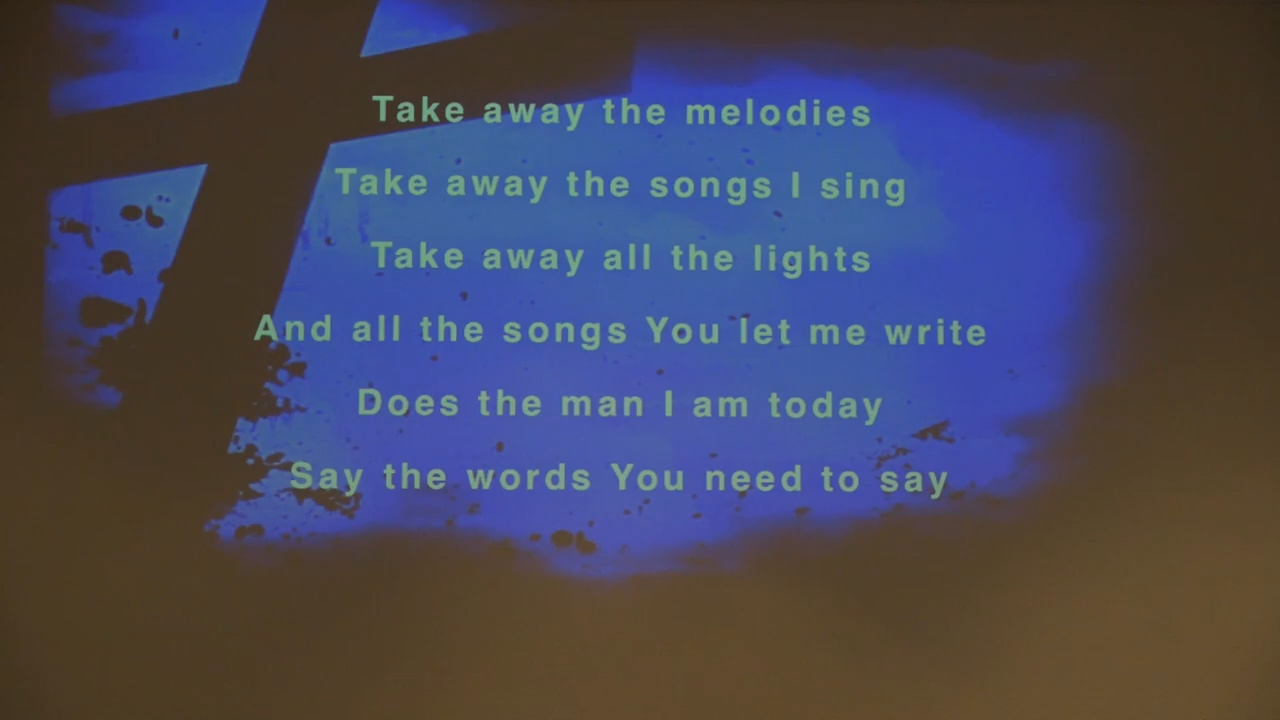 Take away the melodies
Take away the songs I sing
Take away all the lights
And all the songs You let me write
Does the man I am today
Say the words You need to say